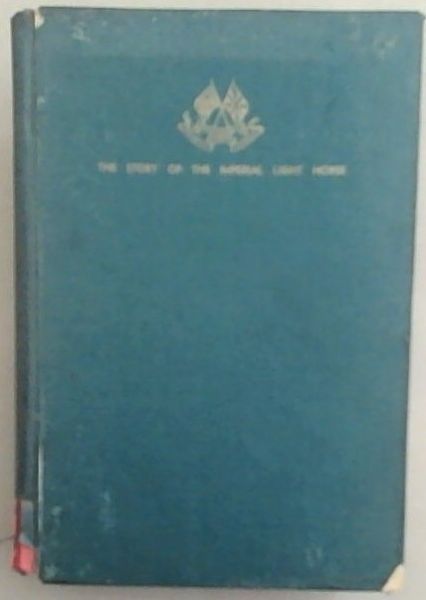 THE STORY OF THE IMPERIAL LIGHT HORSE